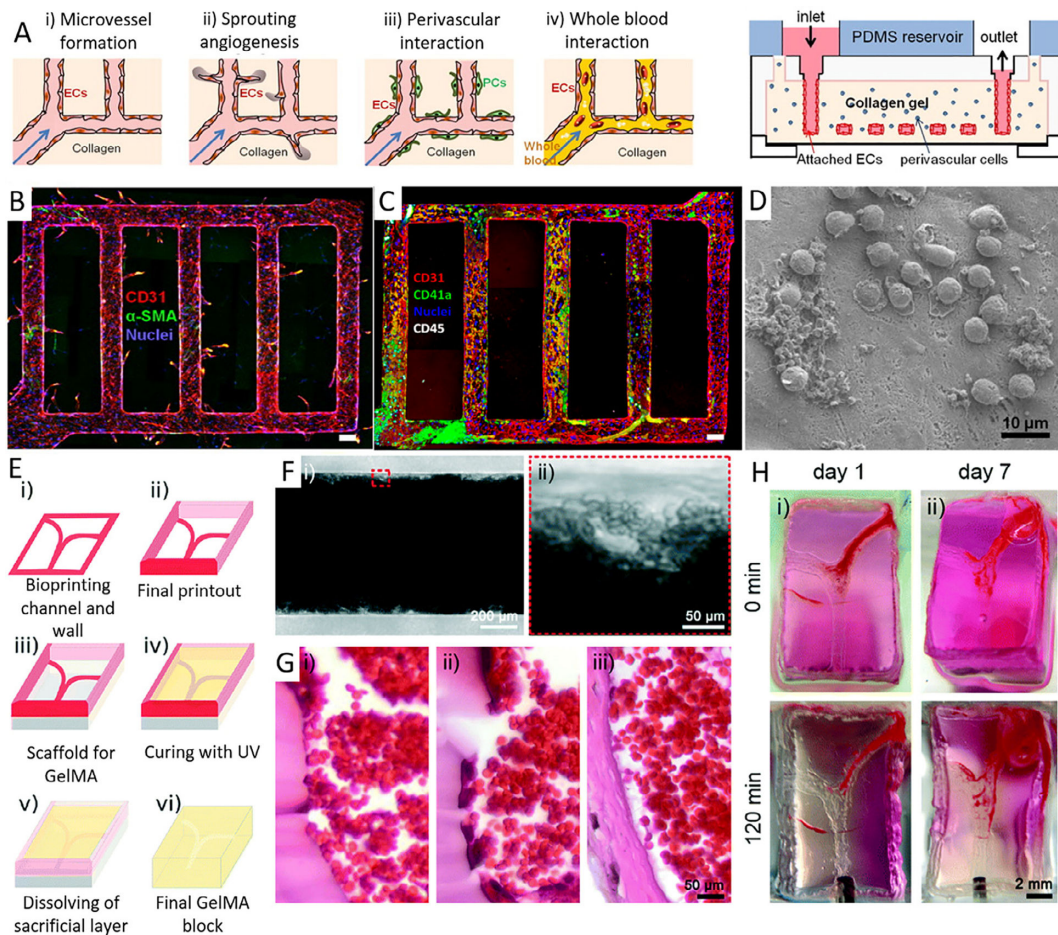 A
i) Microvessel
formation
ii) Sprouting
angiogenesis
iii) Perivascular
interaction
iv) Whole blood
interaction
ECs
Collagen
ECs
Collagen
ECs
PCs
Collagen
ECs
Whole
blood
Collagen
inlet
PDMS reservoir
outlet
Collagen gel
Attached ECs
perivascular cells
B
CD31
α-SMA
Nuclei
C
CD31
CD41a
Nuclei
CD45
D
10 µm
E
i)
Bioprinting
channel and
wall
ii)
Final printout
iii)
Scaffold for
GelMA
iv)
Curing with UV
v)
Dissolving of
sacrificial layer
vi)
Final GelMA
block
F
i)
200 µm
ii)
50 µm
G
i)
ii)
iii)
50 µm
H
day 1
day 7
i)
ii)
0 min
120 min
2 mm